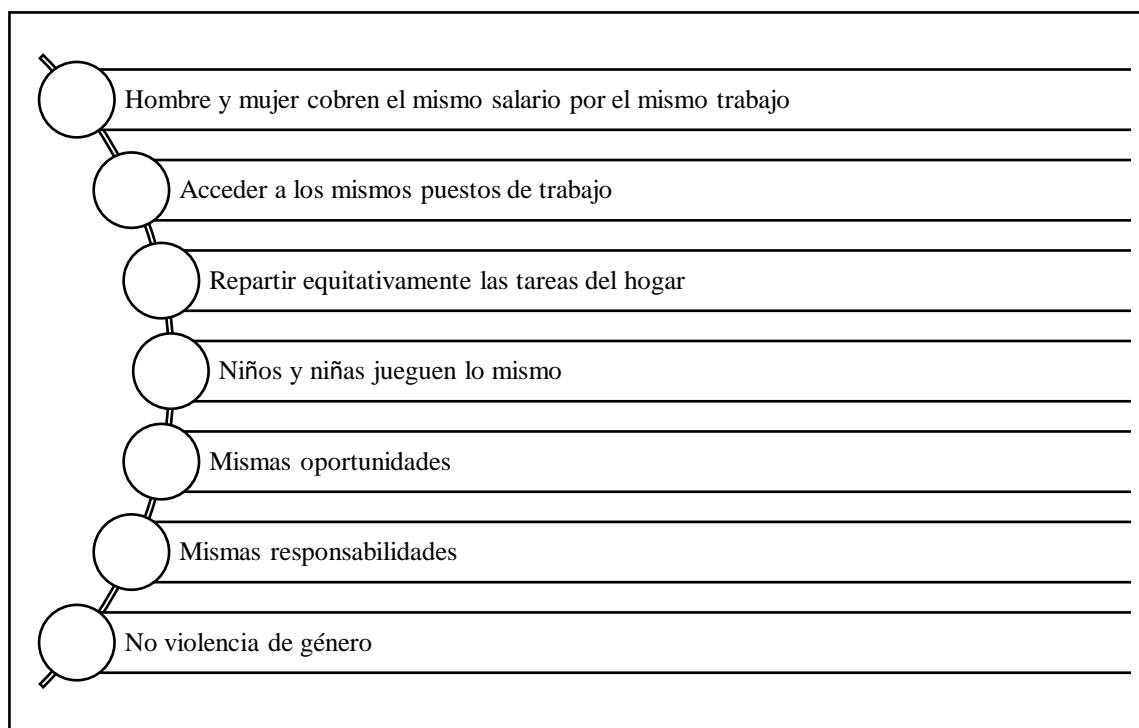 Hombre y mujer cobren el mismo salario por el mismo trabajo
Acceder a los mismos puestos de trabajo
Repartir equitativamente las tareas del hogar
Niños y niñas jueguen lo mismo
Mismas oportunidades
Mismas responsabilidades
No violencia de género